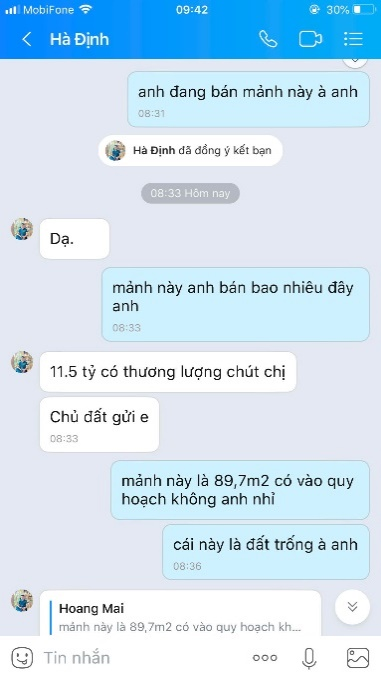 MobiFone 09:42 30%
Hà Định
anh đang bán mảnh này à anh
08:31
Hà Định đã đồng ý kết bạn
08:33 Hôm nay
Dạ.
mảnh này anh bán bao nhiêu đây
anh
08:33
11.5 tỷ có thương lượng chút chị
Chủ đất gửi e
08:33
mảnh này là 89,7m2 có vào quy
hoạch không anh nhỉ
cái này là đất trống à anh
08:36
Hoang Mai
mảnh này là 89,7m2 có vào quy hoạch kh...
Tin nhắn